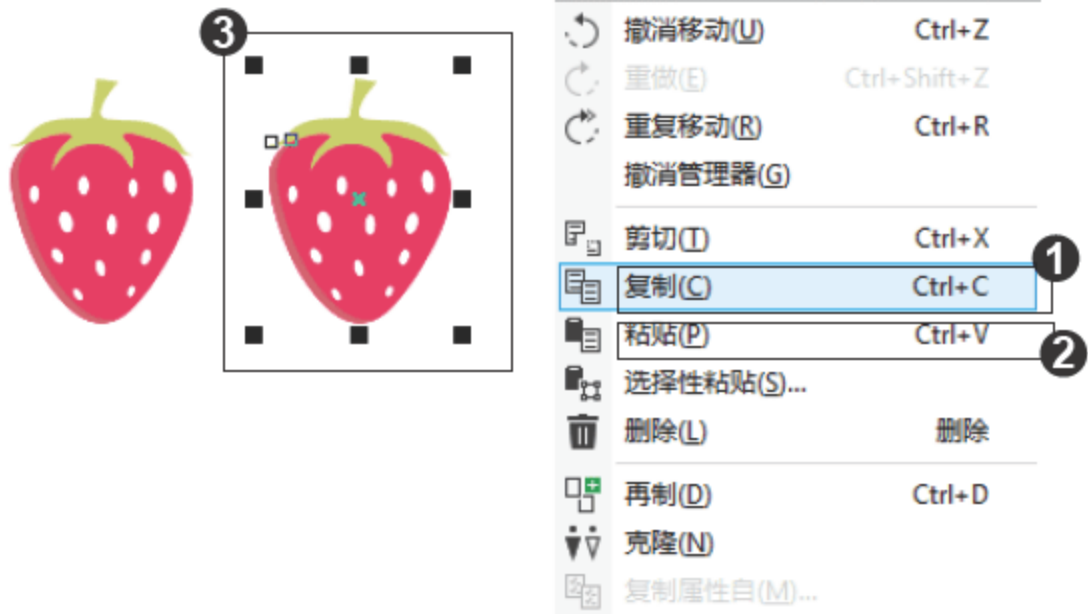 3
撤消移动(U) Ctrl+Z
重做(E) Ctrl+Shift+Z
重复移动(R) Ctrl+R
撤消管理器(G)
剪切(T) Ctrl+X
1
复制(C) Ctrl+C
粘贴(P) Ctrl+V
2
选择性粘贴(S)...
删除(L) 删除
再制(D) Ctrl+D
克隆(N)
复制属性自(M)...